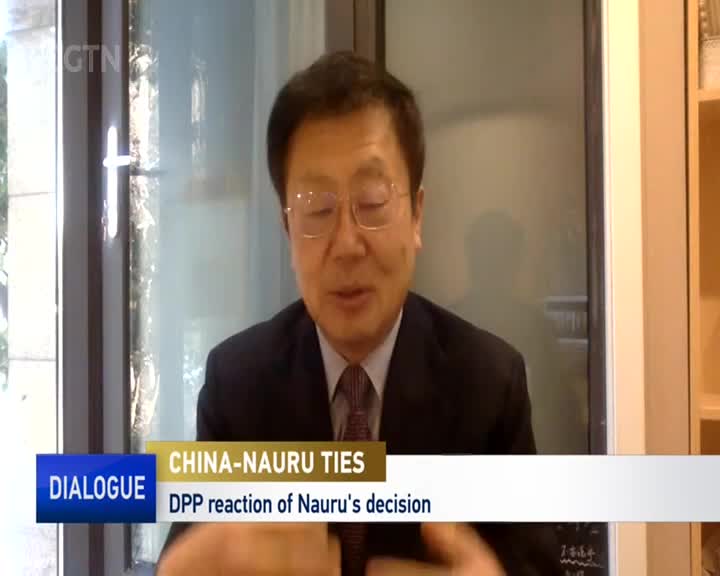 CGTN
CHINA-NAURU TIES
DIALOGUE
DPP reaction of Nauru's decision